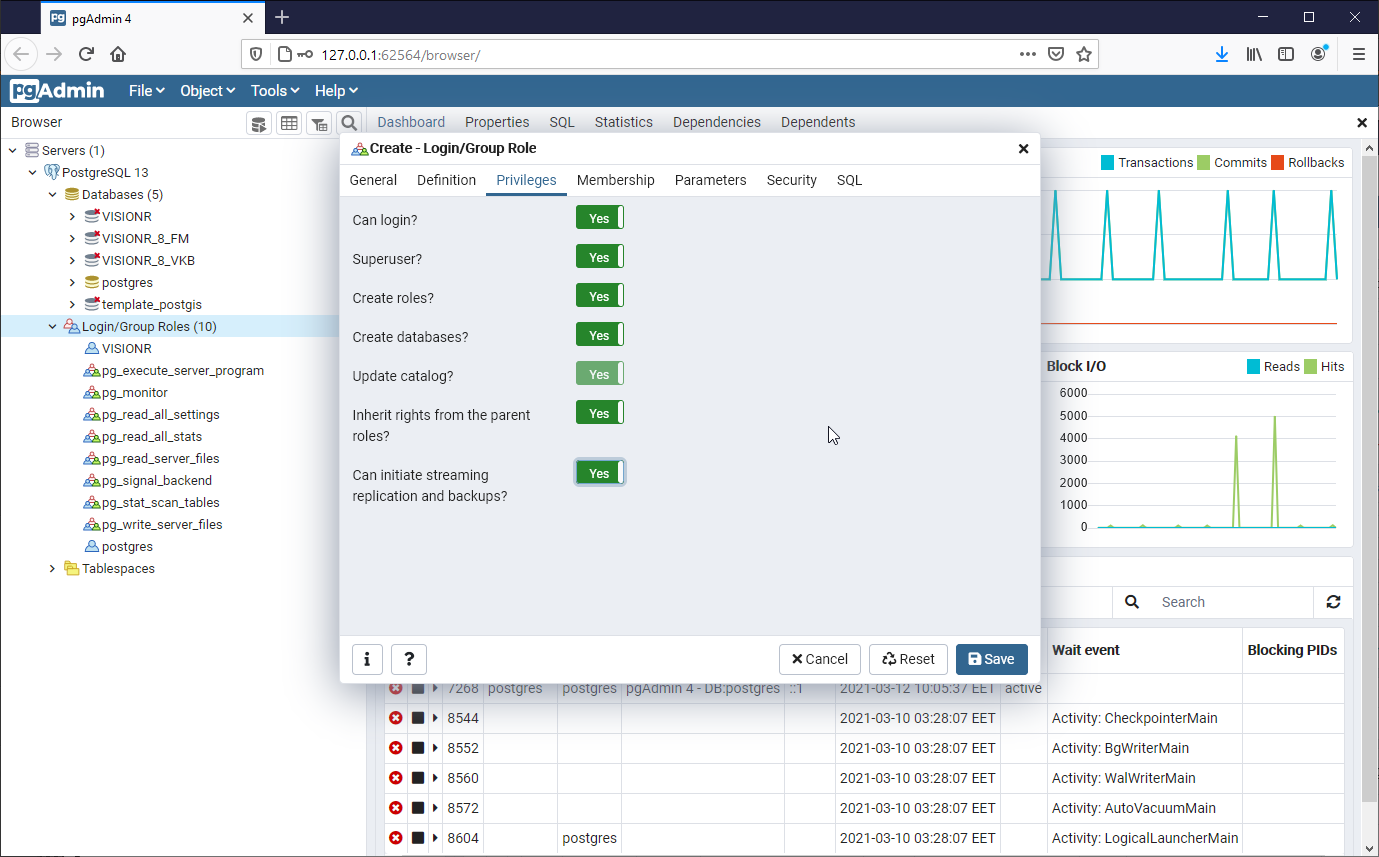 pgAdmin 4
127.0.0.1:62564/browser/
pgAdmin File Object Tools Help
Browser
Dashboard Properties SQL Statistics Dependencies Dependents
Servers (1)
PostgreSQL 13
Databases (5)
VISIONR
VISIONR_8_FM
VISIONR_8_VKB
postgres
template_postgis
Login/Group Roles (10)
VISIONR
pg_execute_server_program
pg_monitor
pg_read_all_settings
pg_read_all_stats
pg_read_server_files
pg_signal_backend
pg_stat_scan_tables
pg_write_server_files
postgres
Tablespaces
Create - Login/Group Role
General Definition Privileges Membership Parameters Security SQL
Can login? Yes
Superuser? Yes
Create roles? Yes
Create databases? Yes
Update catalog? Yes
Inherit rights from the parent Yes
roles?
Can initiate streaming Yes
replication and backups?
i ? Cancel Reset Save
Transactions Commits Rollbacks
Block I/O Reads Hits
6000
5000
4000
3000
2000
1000
0
Search
Wait event Blocking PIDs
7268 postgres postgres pgAdmin 4 - DB:postgres ::1 2021-03-12 10:05:37 EET active
8544 2021-03-10 03:28:07 EET Activity: CheckpointerMain
8552 2021-03-10 03:28:07 EET Activity: BgWriterMain
8560 2021-03-10 03:28:07 EET Activity: WalWriterMain
8572 2021-03-10 03:28:07 EET Activity: AutoVacuumMain
8604 postgres 2021-03-10 03:28:07 EET Activity: LogicalLauncherMain